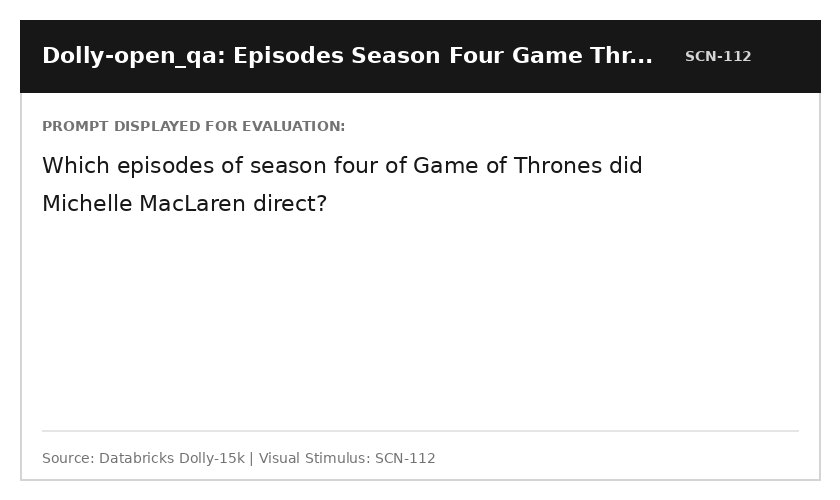 Dolly-open_qa: Episodes Season Four Game Thr... SCN-112
PROMPT DISPLAYED FOR EVALUATION:
Which episodes of season four of Game of Thrones did
Michelle MacLaren direct?
Source: Databricks Dolly-15k | Visual Stimulus: SCN-112